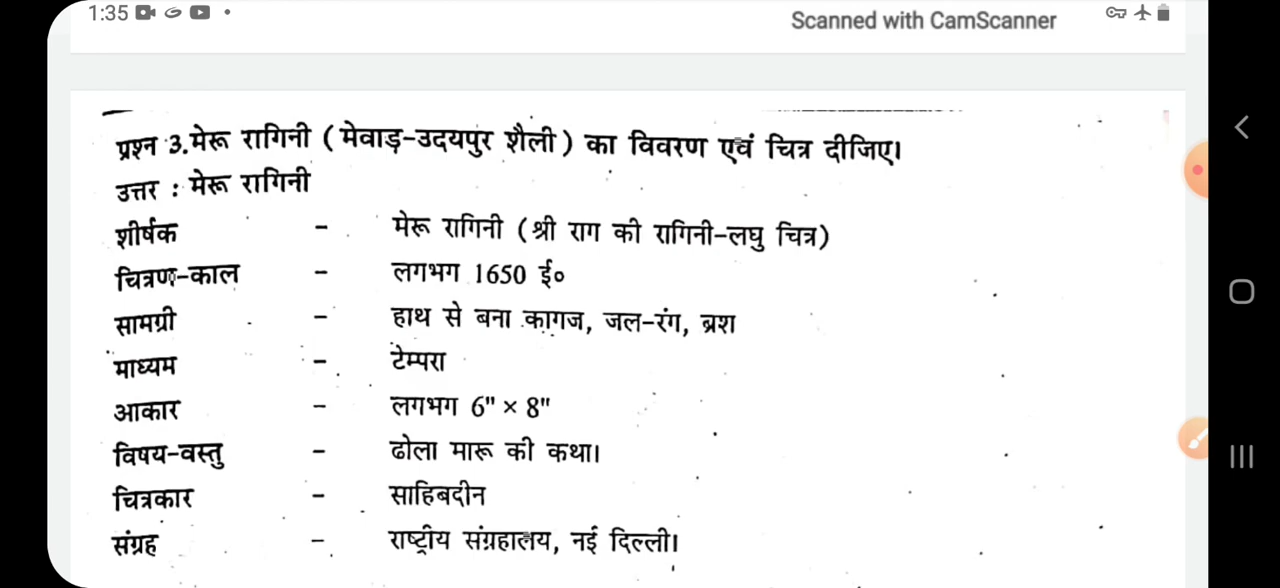 1:35
Scanned with CamScanner
प्रश्न 3.मेरू रागिनी (मेवाड़-उदयपुर शैली) का विवरण एवं चित्र दीजिए।
उत्तर : मेरू रागिनी
शीर्षक - मेरू रागिनी (श्री राग की रागिनी-लघु चित्र)
चित्रण-काल - लगभग 1650 ई०
सामग्री - हाथ से बना कागज, जल-रंग, ब्रश
माध्यम - टेम्परा
आकार - लगभग 6" × 8"
विषय-वस्तु - ढोला मारू की कथा।
चित्रकार - साहिबदीन
संग्रह - राष्ट्रीय संग्रहालय, नई दिल्ली।